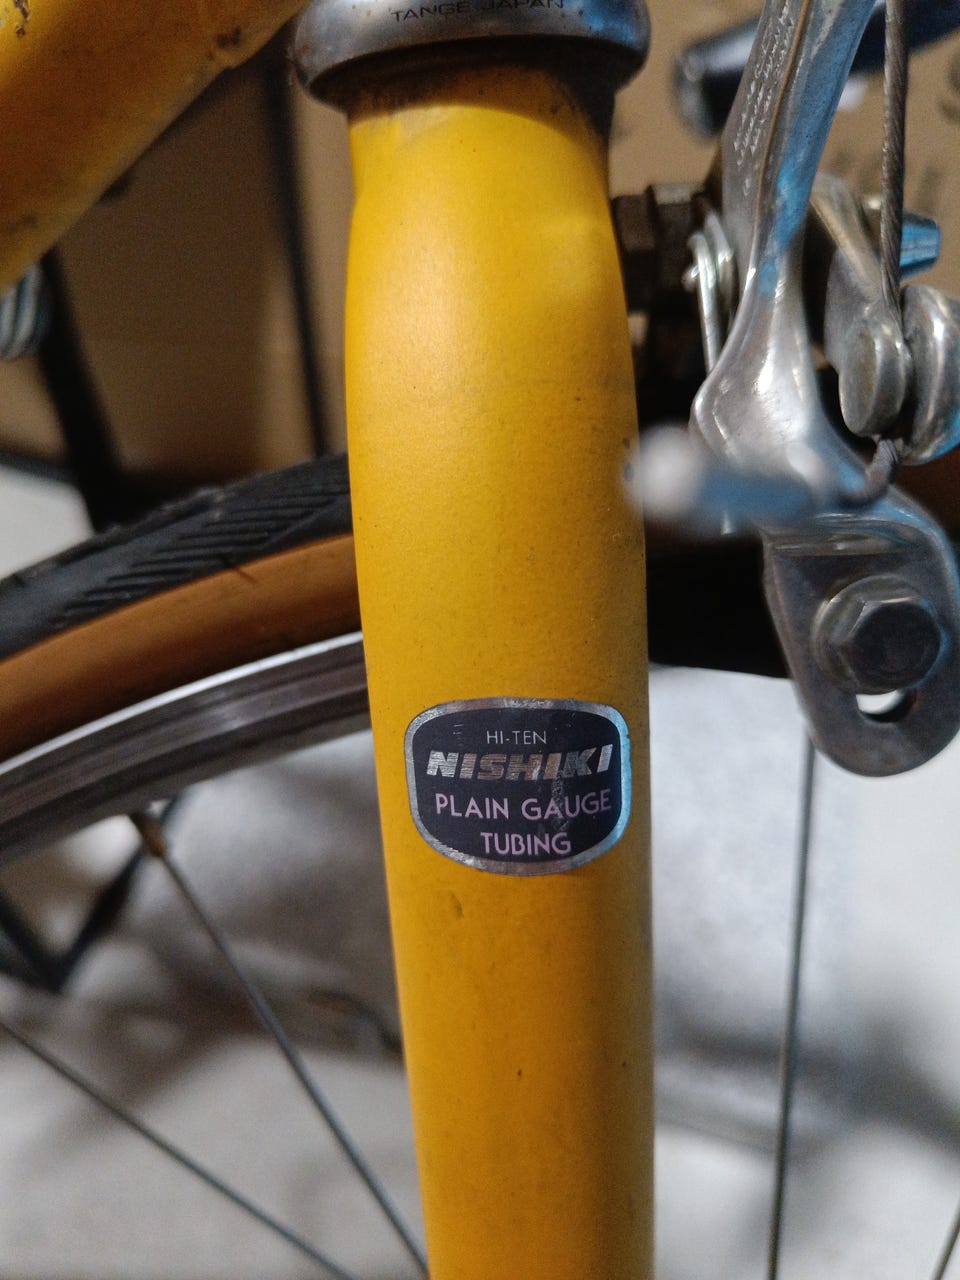 TANGE JAPAN
HI-TEN
NISHIKI
PLAIN GAUGE
TUBING